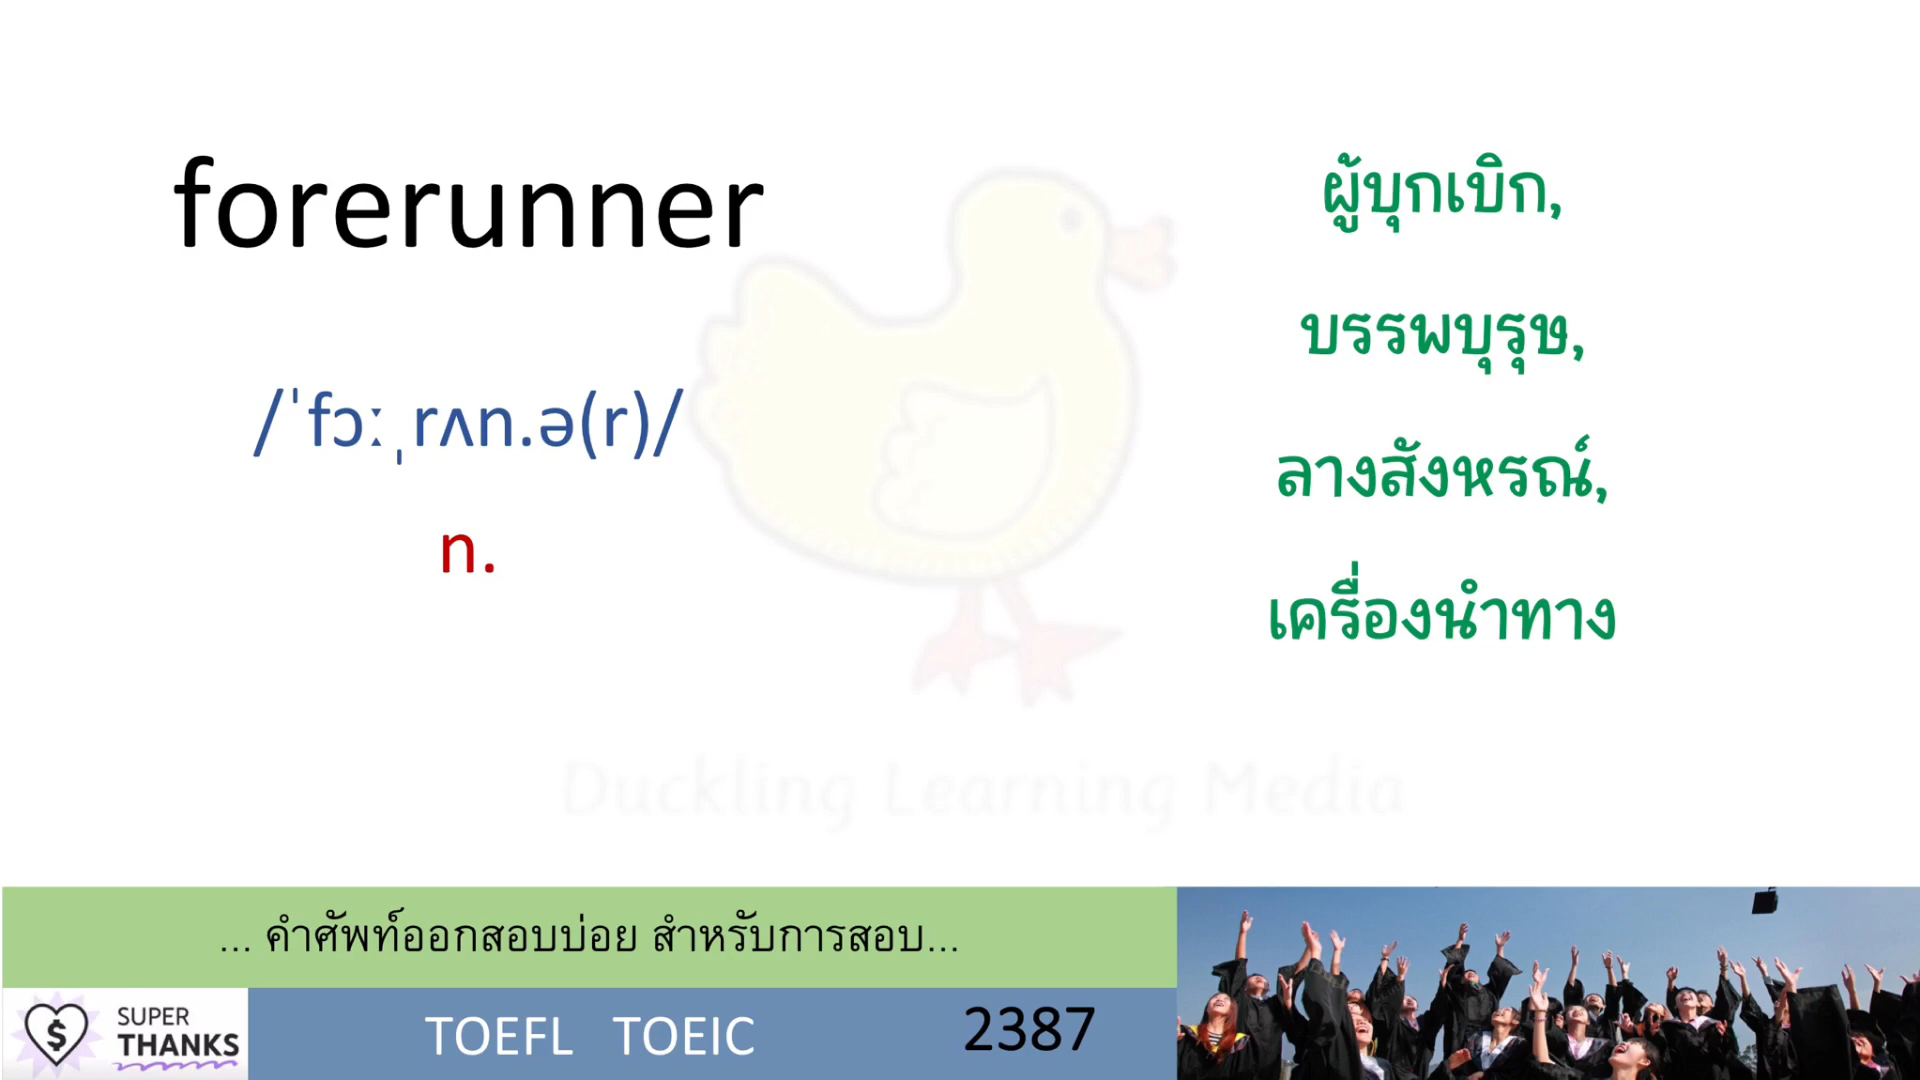 forerunner
/ˈfɔːˌrʌn.ə(r)/
n.
ผู้บุกเบิก,
บรรพบุรุษ,
ลางสังหรณ์,
เครื่องนำทาง
Duckling Learning Media
... คำศัพท์ออกสอบบ่อย สำหรับการสอบ...
SUPER
THANKS
TOEFL TOEIC
2387